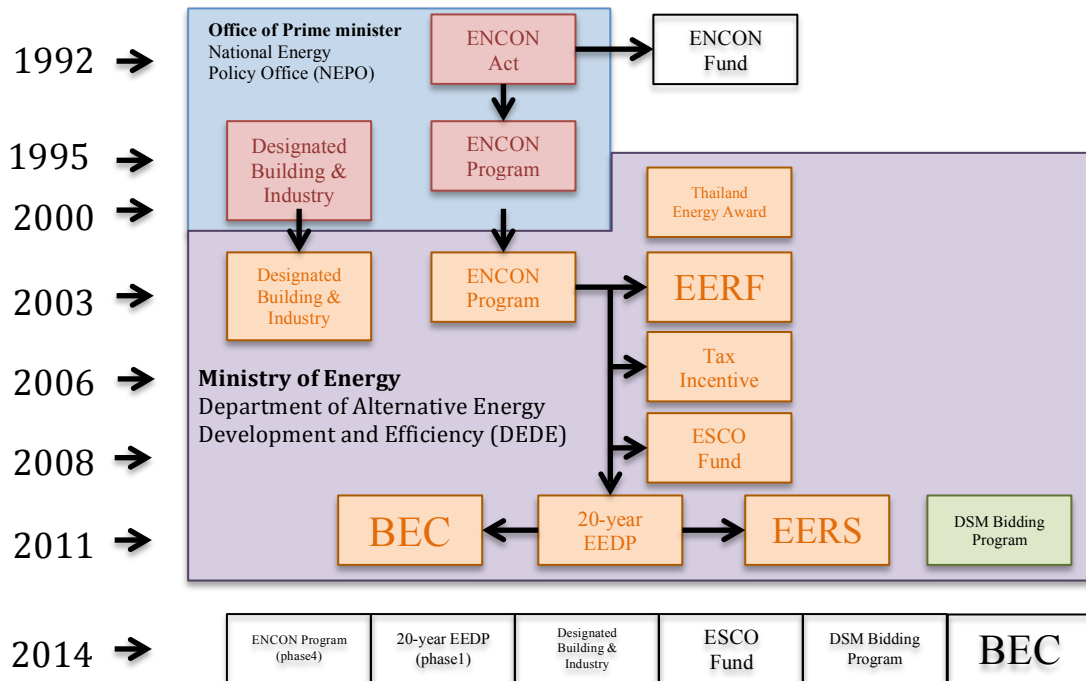 1992
Office of Prime minister
National Energy
Policy Office (NEPO)
ENCON
Act
ENCON
Fund
1995
Designated
Building &
Industry
ENCON
Program
2000
Thailand
Energy Award
2003
Designated
Building &
Industry
ENCON
Program
EERF
2006
Ministry of Energy
Department of Alternative Energy
Development and Efficiency (DEDE)
Tax
Incentive
2008
ESCO
Fund
2011
BEC
20-year
EEDP
EERS
DSM Bidding
Program
2014
ENCON Program
(phase4)
20-year EEDP
(phase1)
Designated
Building &
Industry
ESCO
Fund
DSM Bidding
Program
BEC